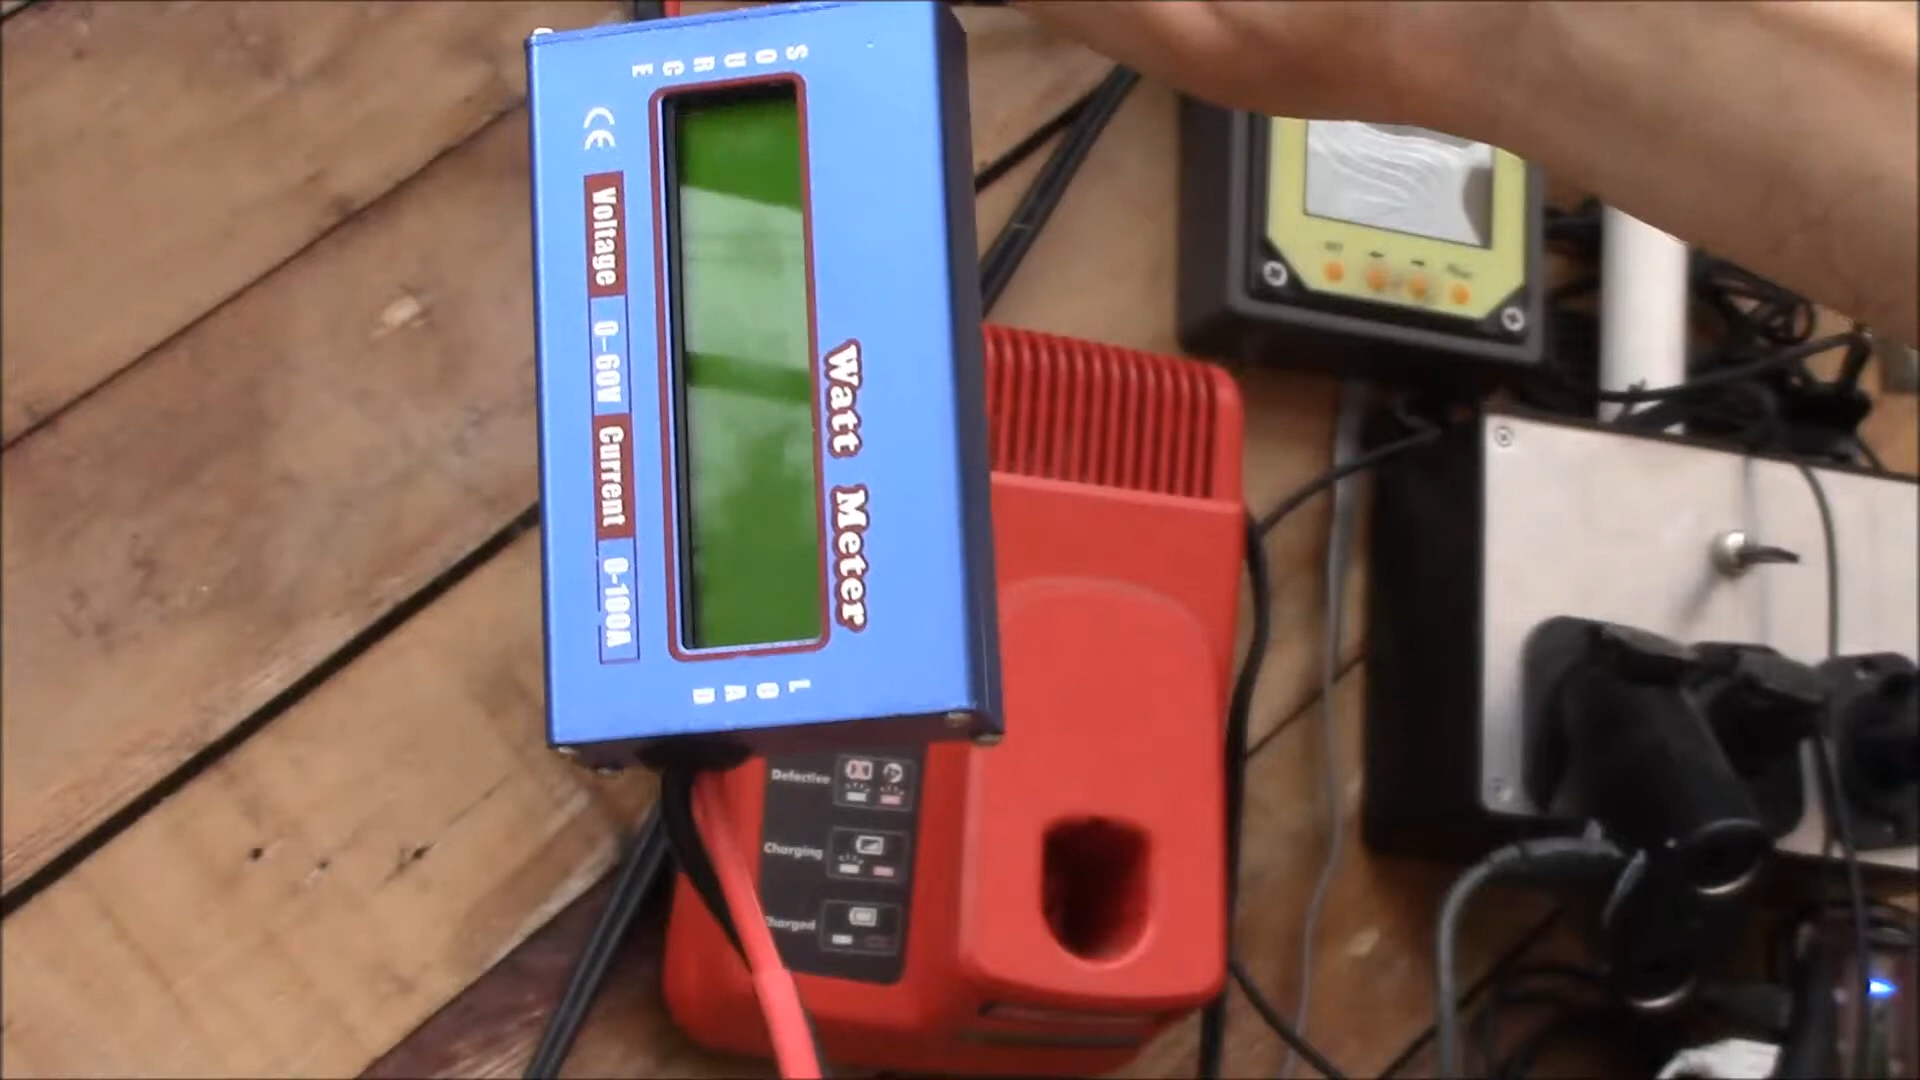 SOURCE
Watt Meter
CE
Voltage 0-60V Current 0-100A
LOAD
Defective
Charging
Charged